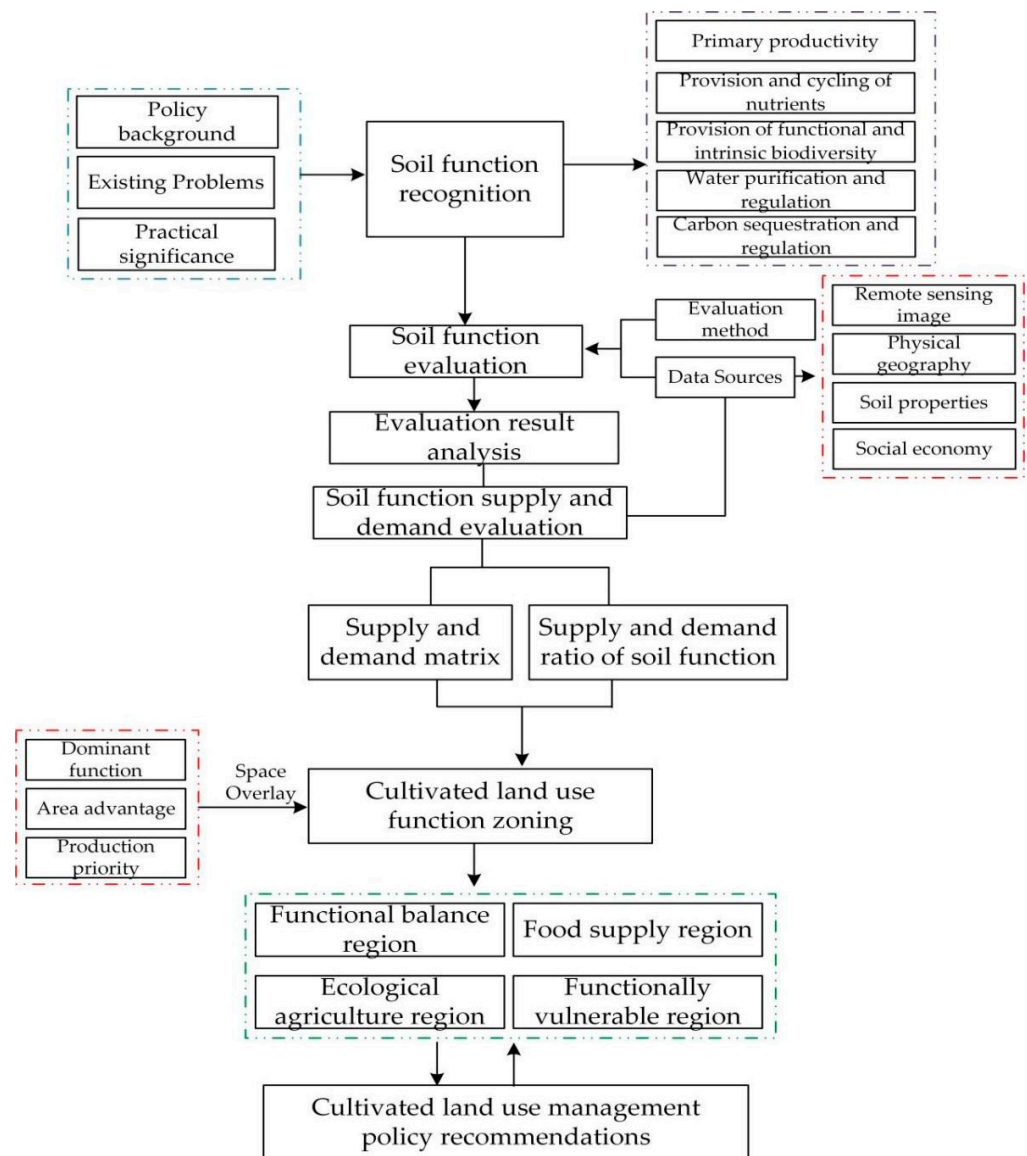 Primary productivity
Provision and cycling of
nutrients
Provision of functional and
intrinsic biodiversity
Water purification and
regulation
Carbon sequestration and
regulation
Policy
background
Existing Problems
Practical
significance
Soil function
recognition
Remote sensing
image
Physical
geography
Soil properties
Social economy
Evaluation
method
Data Sources
Soil function
evaluation
Evaluation result
analysis
Soil function supply and
demand evaluation
Supply and
demand matrix
Supply and demand
ratio of soil function
Dominant
function
Area advantage
Production
priority
Space
Overlay
Cultivated land use
function zoning
Functional balance
region
Food supply region
Ecological
agriculture region
Functionally
vulnerable region
Cultivated land use management
policy recommendations